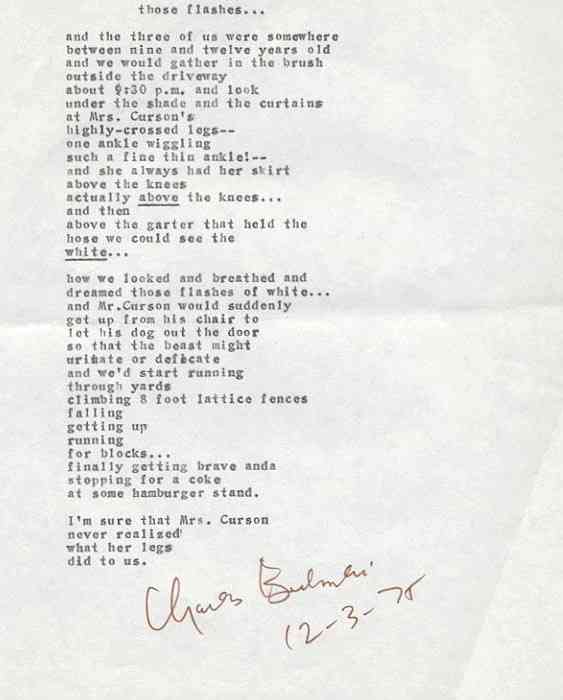 those flashes...
and the three of us were somewhere
between nine and twelve years old
and we would gather in the brush
outside the driveway
about 9:30 p.m. and look
under the shade and the curtains
at Mrs. Curson's
highly-crossed legs--
one ankle wiggling
such a fine thin ankle!--
and she always had her skirt
above the knees
actually above the knees...
and then
above the garter that held the
hose we could see the
white...
how we looked and breathed and
dreamed those flashes of white...
and Mr.Curson would suddenly
get up from his chair to
let his dog out the door
so that the beast might
urinate or defecate
and we'd start running
through yards
climbing 8 foot lattice fences
falling
getting up
running
for blocks...
finally getting brave anda
stopping for a coke
at some hamburger stand.
I'm sure that Mrs. Curson
never realized
what her legs
did to us.
Charles Bukowski
12-3-78